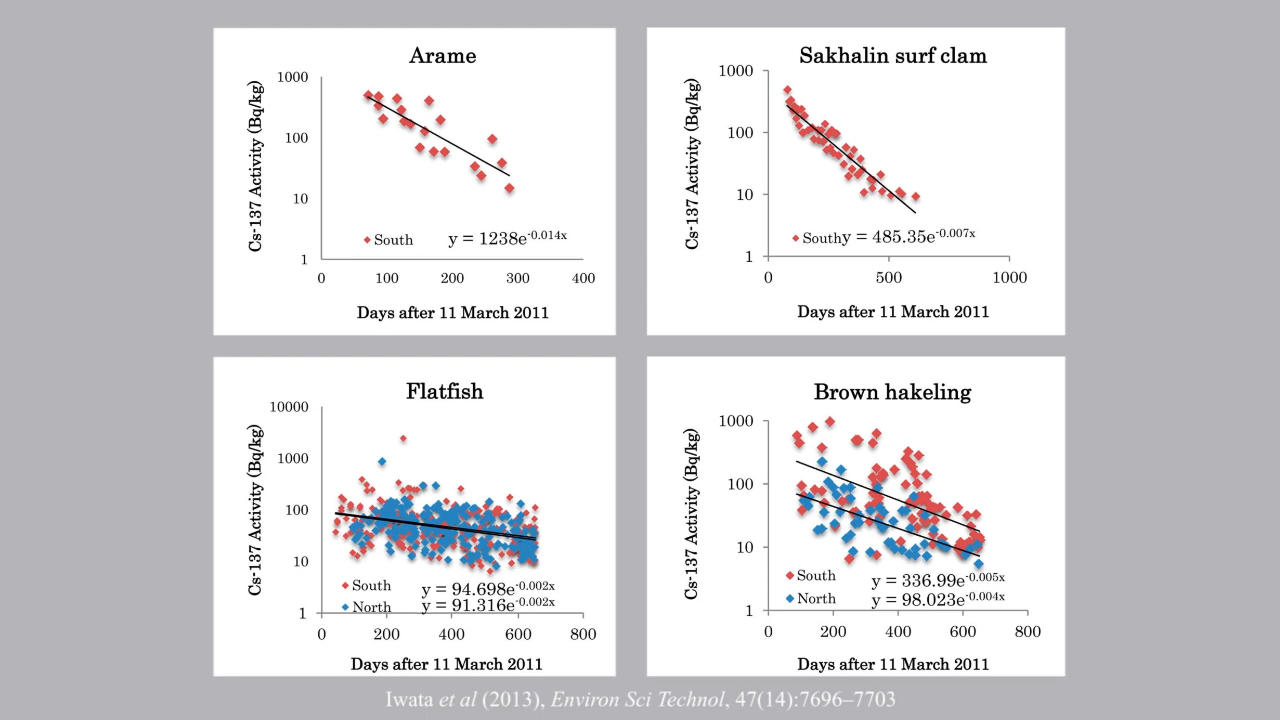 Arame
Cs-137 Activity (Bq/kg)
1000
100
10
1
South
y = 1238e^-0.014x
0 100 200 300 400
Days after 11 March 2011
Sakhalin surf clam
Cs-137 Activity (Bq/kg)
1000
100
10
1
South
y = 485.35e^-0.007x
0 500 1000
Days after 11 March 2011
Flatfish
Cs-137 Activity (Bq/kg)
10000
1000
100
10
1
South y = 94.698e^-0.002x
North y = 91.316e^-0.002x
0 200 400 600 800
Days after 11 March 2011
Brown hakeling
Cs-137 Activity (Bq/kg)
1000
100
10
1
South y = 336.99e^-0.005x
North y = 98.023e^-0.004x
0 200 400 600 800
Days after 11 March 2011
Iwata et al (2013), Environ Sci Technol, 47(14):7696–7703